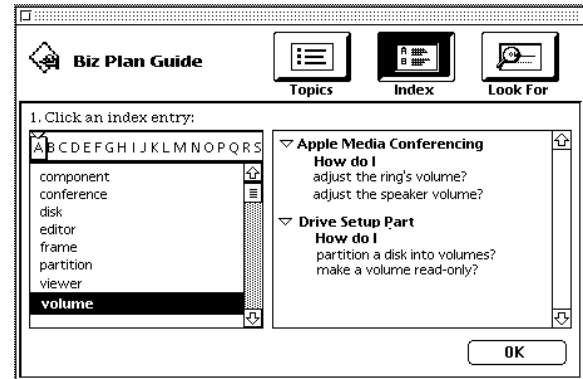 Biz Plan Guide
A
B
Topics
Index
Look For
1. Click an index entry:
A B C D E F G H I J K L M N O P Q R S
component
conference
disk
editor
frame
partition
viewer
volume
Apple Media Conferencing
How do I
adjust the ring's volume?
adjust the speaker volume?
Drive Setup Part
How do I
partition a disk into volumes?
make a volume read-only?
OK